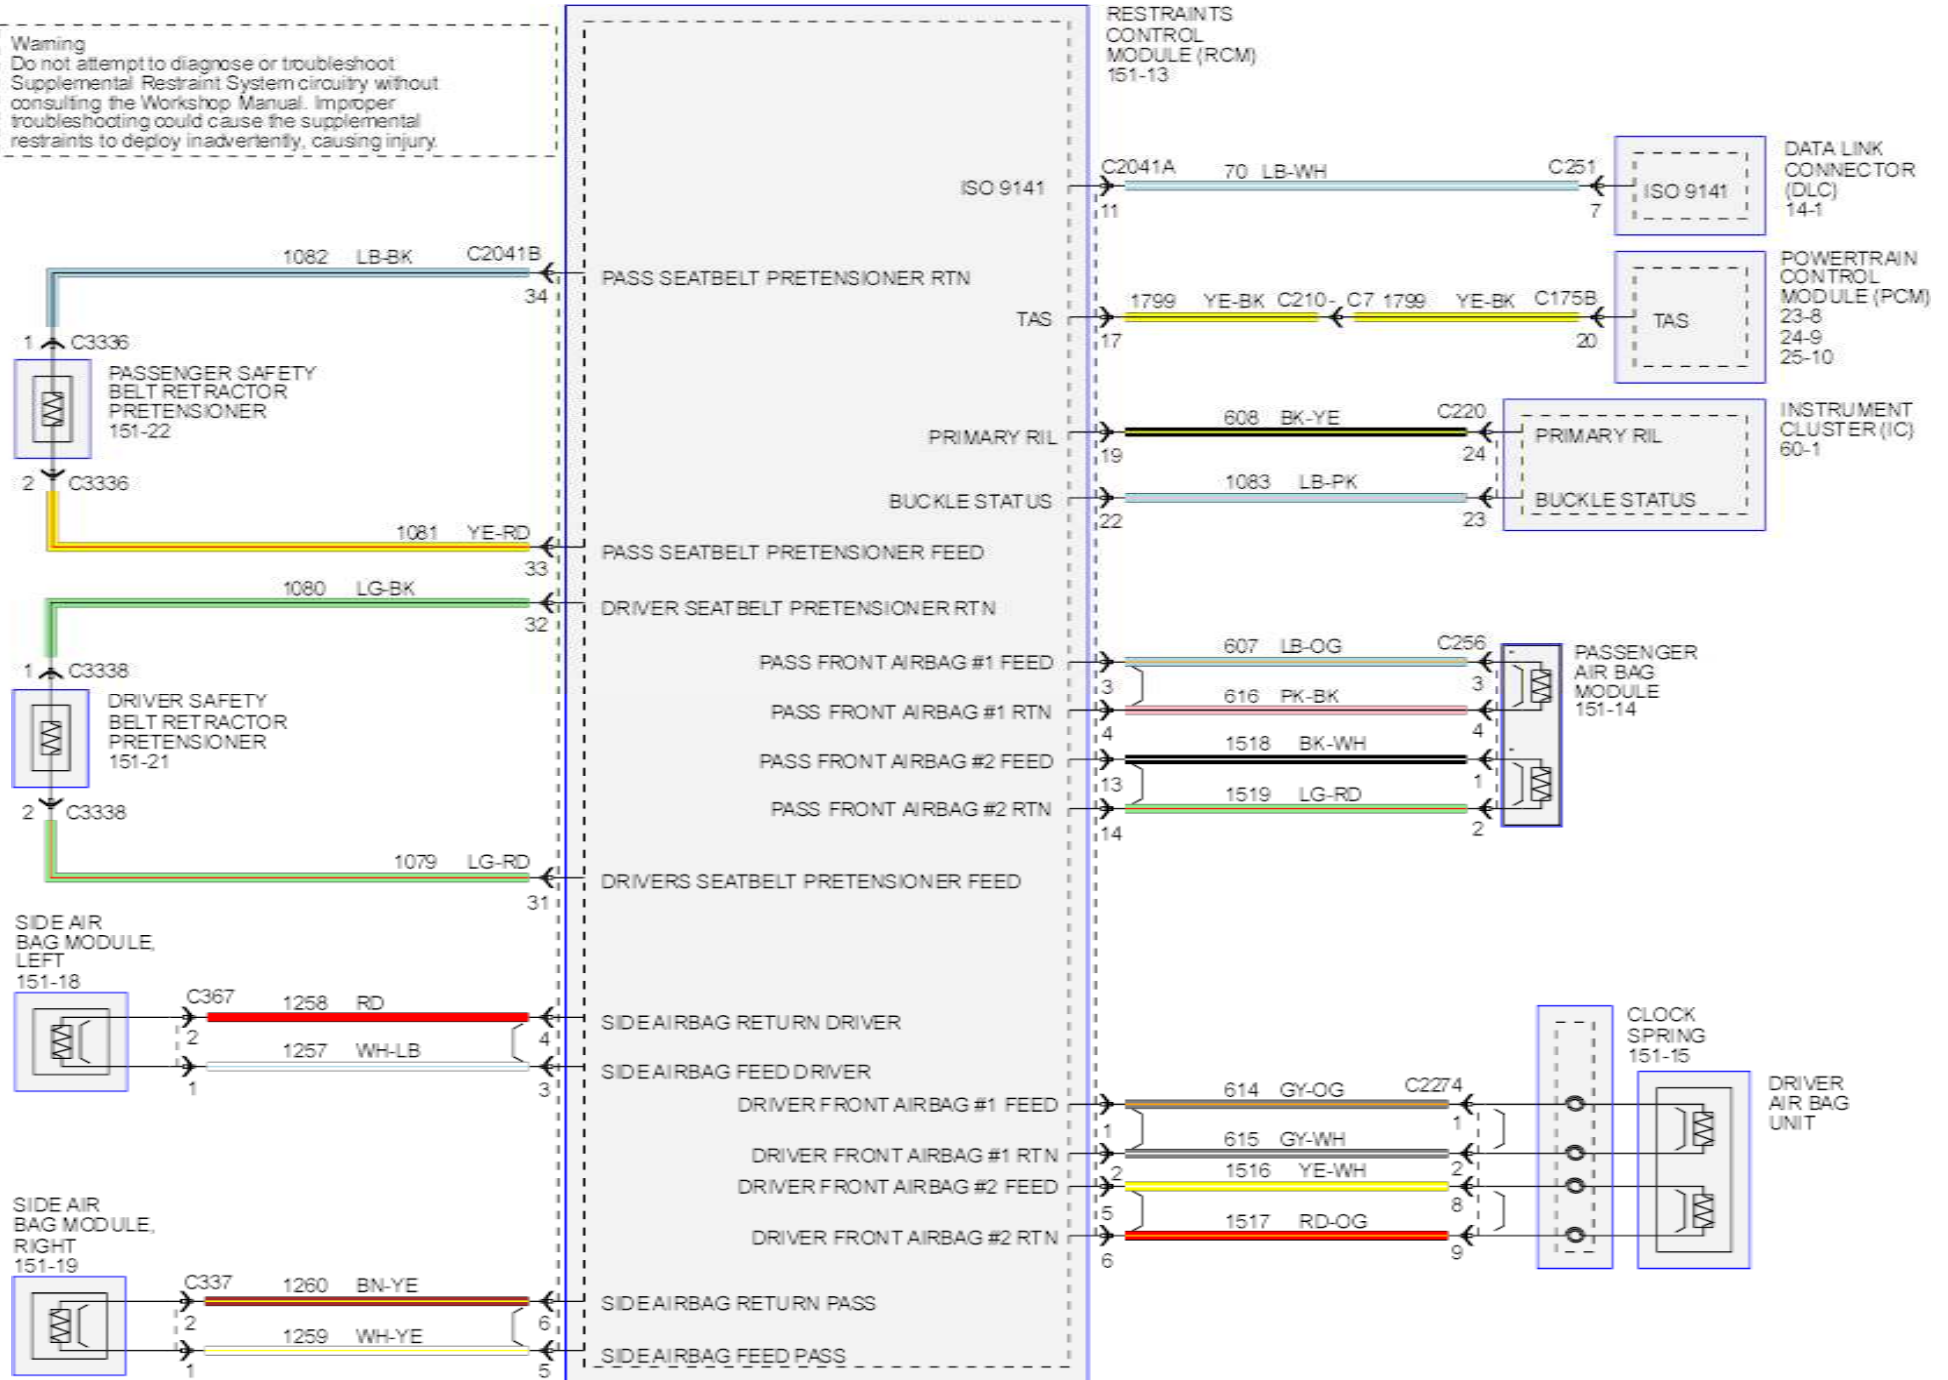 Warning
Do not attempt to diagnose or troubleshoot
Supplemental Restraint System circuitry without
consulting the Workshop Manual. Improper
troubleshooting could cause the supplemental
restraints to deploy inadvertently, causing injury.
RESTRAINTS
CONTROL
MODULE (RCM)
151-13
1082 LB-BK C2041B
34
PASS SEATBELT PRETENSIONER RTN
1 C3336
PASSENGER SAFETY
BELT RETRACTOR
PRETENSIONER
151-22
2 C3336
1081 YE-RD
33
PASS SEATBELT PRETENSIONER FEED
1080 LG-BK
32
DRIVER SEATBELT PRETENSIONER RTN
1 C3338
DRIVER SAFETY
BELT RETRACTOR
PRETENSIONER
151-21
2 C3338
1079 LG-RD
31
DRIVERS SEATBELT PRETENSIONER FEED
SIDE AIR
BAG MODULE,
LEFT
151-18
C367 1258 RD
2 4
SIDE AIRBAG RETURN DRIVER
1257 WH-LB
1 3
SIDE AIRBAG FEED DRIVER
SIDE AIR
BAG MODULE,
RIGHT
151-19
C337 1260 BN-YE
2 6
SIDE AIRBAG RETURN PASS
1259 WH-YE
1 5
SIDE AIRBAG FEED PASS
ISO 9141
C2041A 70 LB-WH C251
11 7
ISO 9141
DATA LINK
CONNECTOR
(DLC)
14-1
TAS
1799 YE-BK C210- C7 1799 YE-BK C175B
17 20
TAS
POWERTRAIN
CONTROL
MODULE (PCM)
23-8
24-9
25-10
PRIMARY RIL
608 BK-YE C220
19 24
PRIMARY RIL
INSTRUMENT
CLUSTER (IC)
60-1
BUCKLE STATUS
1083 LB-PK
22 23
BUCKLE STATUS
PASS FRONT AIRBAG #1 FEED
607 LB-OG C256
3 3
PASSENGER
AIR BAG
MODULE
151-14
PASS FRONT AIRBAG #1 RTN
616 PK-BK
4 4
PASS FRONT AIRBAG #2 FEED
1518 BK-WH
13 1
PASS FRONT AIRBAG #2 RTN
1519 LG-RD
14 2
CLOCK
SPRING
151-15
DRIVER
AIR BAG
UNIT
DRIVER FRONT AIRBAG #1 FEED
614 GY-OG C2274
1 1
DRIVER FRONT AIRBAG #1 RTN
615 GY-WH
2 2
DRIVER FRONT AIRBAG #2 FEED
1516 YE-WH
5 8
DRIVER FRONT AIRBAG #2 RTN
1517 RD-OG
6 9